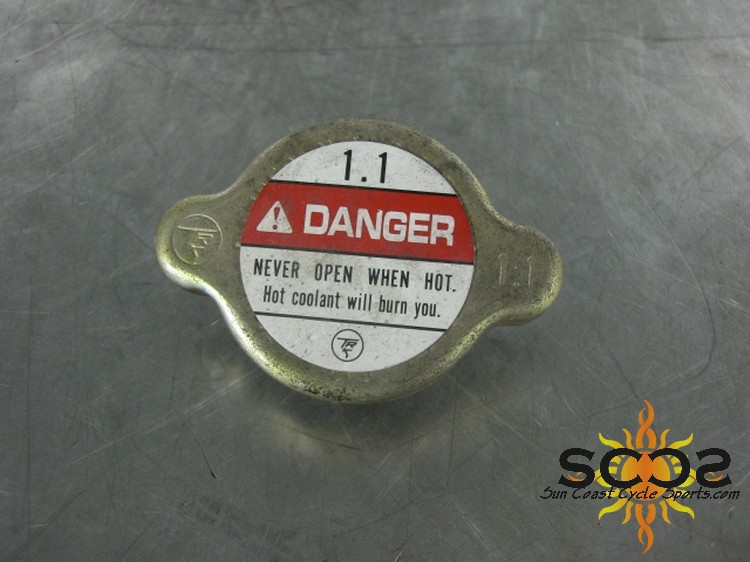 1.1
DANGER
NEVER OPEN WHEN HOT.
Hot coolant will burn you.
1.1
SCCS
Sun Coast Cycle Sports.com